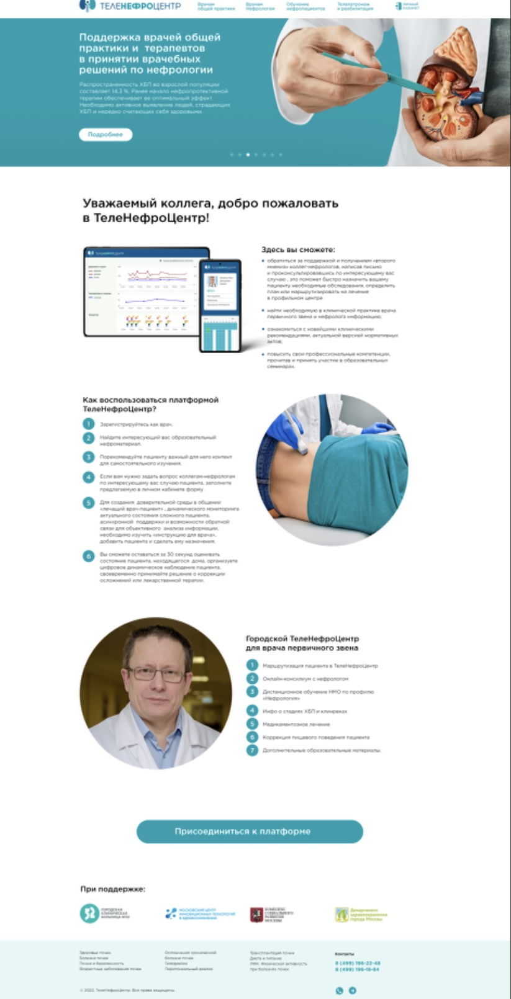 ТЕЛЕНЕФРОЦЕНТР
Врачам
общей практики
Врачам
Нефрологам
Обучение
нефропациентов
Телепатронаж
и реабилитация
ЛИЧНЫЙ
КАБИНЕТ
Поддержка врачей общей
практики и терапевтов
в принятии врачебных
решений по нефрологии
Распространенность ХБП во взрослой популяции
составляет 14,3 %. Ранее начало нефропротективной
терапии обеспечивает ее оптимальный эффект.
Необходимо активное выявление людей, страдающих
ХБП и нередко считающих себя здоровыми.
Подробнее
Уважаемый коллега, добро пожаловать
в ТелеНефроЦентр!
Здесь вы сможете:
обратиться за поддержкой и получением «второго
мнения» коллег-нефрологов, написав письмо
и проконсультировавшись по интересующему вас
случаю , это поможет быстро назначить вашему
пациенту необходимые обследования, определить
план или маршрутизировать на лечение
в профильном центре
найти необходимую в клинической практике врача
первичного звена и нефролога информацию;
ознакомиться с новейшими клиническими
рекомендациями, актуальной версией нормативных
актов;
повысить свои профессиональные компетенции,
прочитав и принять участие в образовательных
семинарах.
Как воспользоваться платформой
ТелеНефроЦентр?
1 Зарегистрируйтесь как врач.
2 Найдите интересующий вас образовательный
нефроматериал.
3 Порекомендуйте пациенту важный для него контент
для самостоятельного изучения.
4 Если вам нужно задать вопрос коллегам-нефрологам
по интересующему вас случаю пациента, заполните
предлагаемую в личном кабинете форму.
5 Для создания доверительной среды в общении
«лечащий врач-пациент» , динамического мониторинга
актуального состояния сложного пациента,
асинхронной поддержки и возможности обратной
связи для объективного анализа информации,
необходимо изучить «инструкцию для врача»,
добавить пациента и сделать ему назначения.
6 Вы сможете оставаться за 30 секунд оценивать
состояние пациента, находящегося дома, организуете
цифровое динамическое наблюдение пациента,
своевременно принимайте решение о коррекции
осложнений или лекарственной терапии.
Городской ТелеНефроЦентр
для врача первичного звена
1 Маршрутизация пациента в ТелеНефроЦентр
2 Онлайн-консилиум с нефрологом
3 Дистанционное обучение НМО по профилю
«Нефрология»
4 Инфо о стадиях ХБП и клинреках
5 Медикаментозное лечение
6 Коррекция пищевого поведения пациента
7 Дополнительные образовательные материалы.
Присоединиться к платформе
При поддержке:
52
ГОРОДСКАЯ
КЛИНИЧЕСКАЯ
БОЛЬНИЦА №52
МОСКОВСКИЙ ЦЕНТР
ИННОВАЦИОННЫХ ТЕХНОЛОГИЙ
В ЗДРАВООХРАНЕНИИ
КОМПЛЕКС
СОЦИАЛЬНОГО
РАЗВИТИЯ
МОСКВЫ
Департамент
здравоохранения
города Москвы
Здоровье почек
Болезни почек
Почки и беременность
Возрастные заболевания почек
Осложнения хронической
болезни почек
Гемодиализ
Перитонеальный диализ
Трансплантация почки
Диета и питание
ЛФК. Физическая активность
при болезнях почек
Контакты
8 (499) 196-22-48
8 (499) 196-18-64
© 2022, ТелеНефроЦентр. Все права защищены.